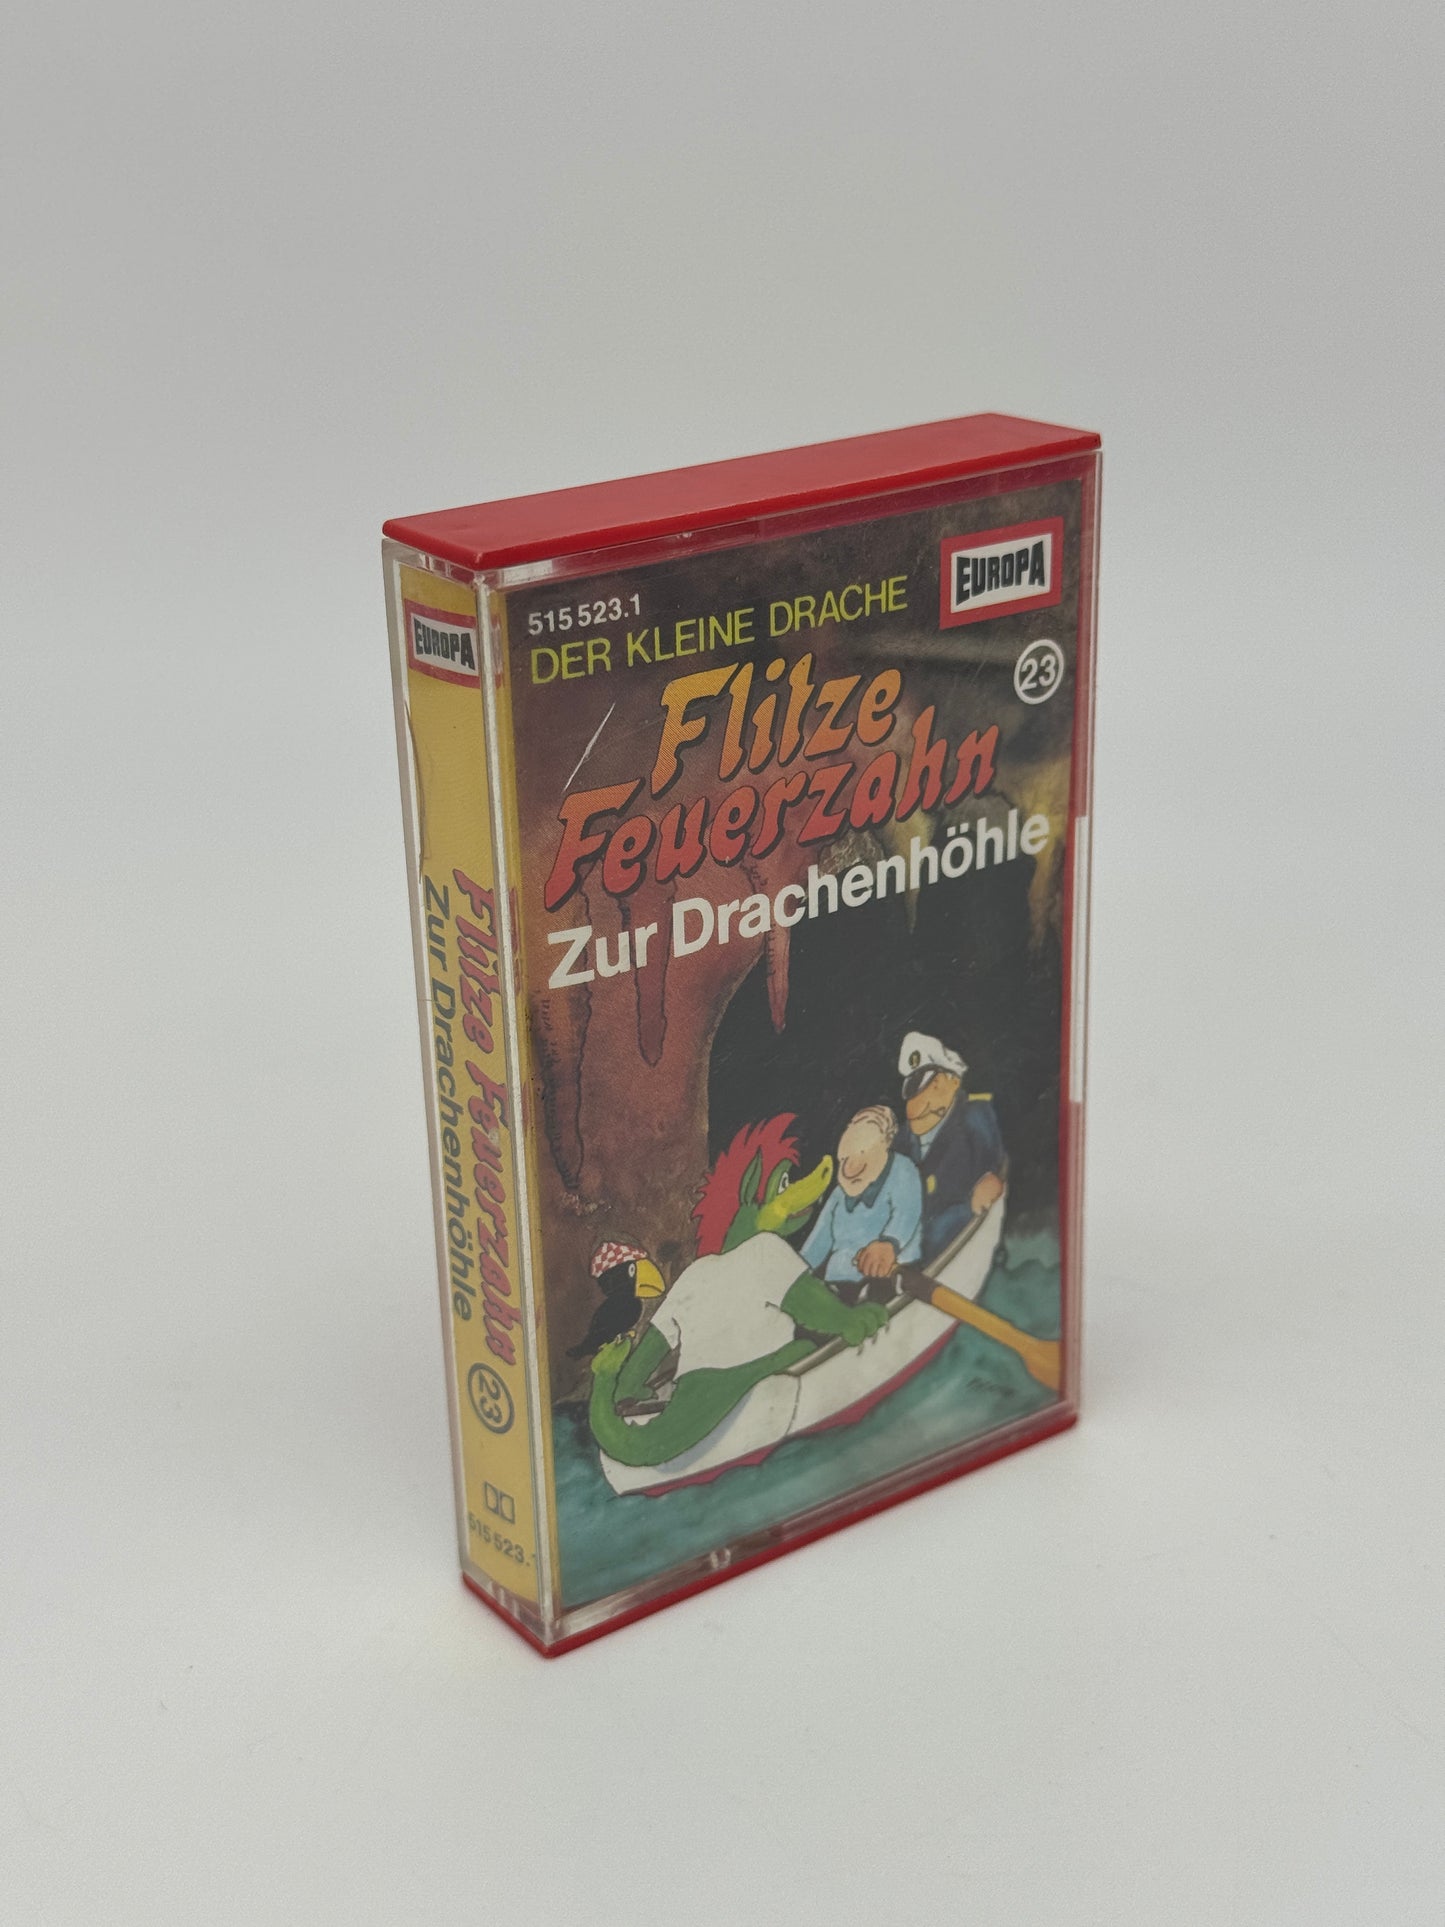 515 523.1
DER KLEINE DRACHE
EUROPA
23
Flitze
Feuerzahn
Zur Drachenhöhle
EUROPA
Flitze Feuerzahn 23
Zur Drachenhöhle
515 523.